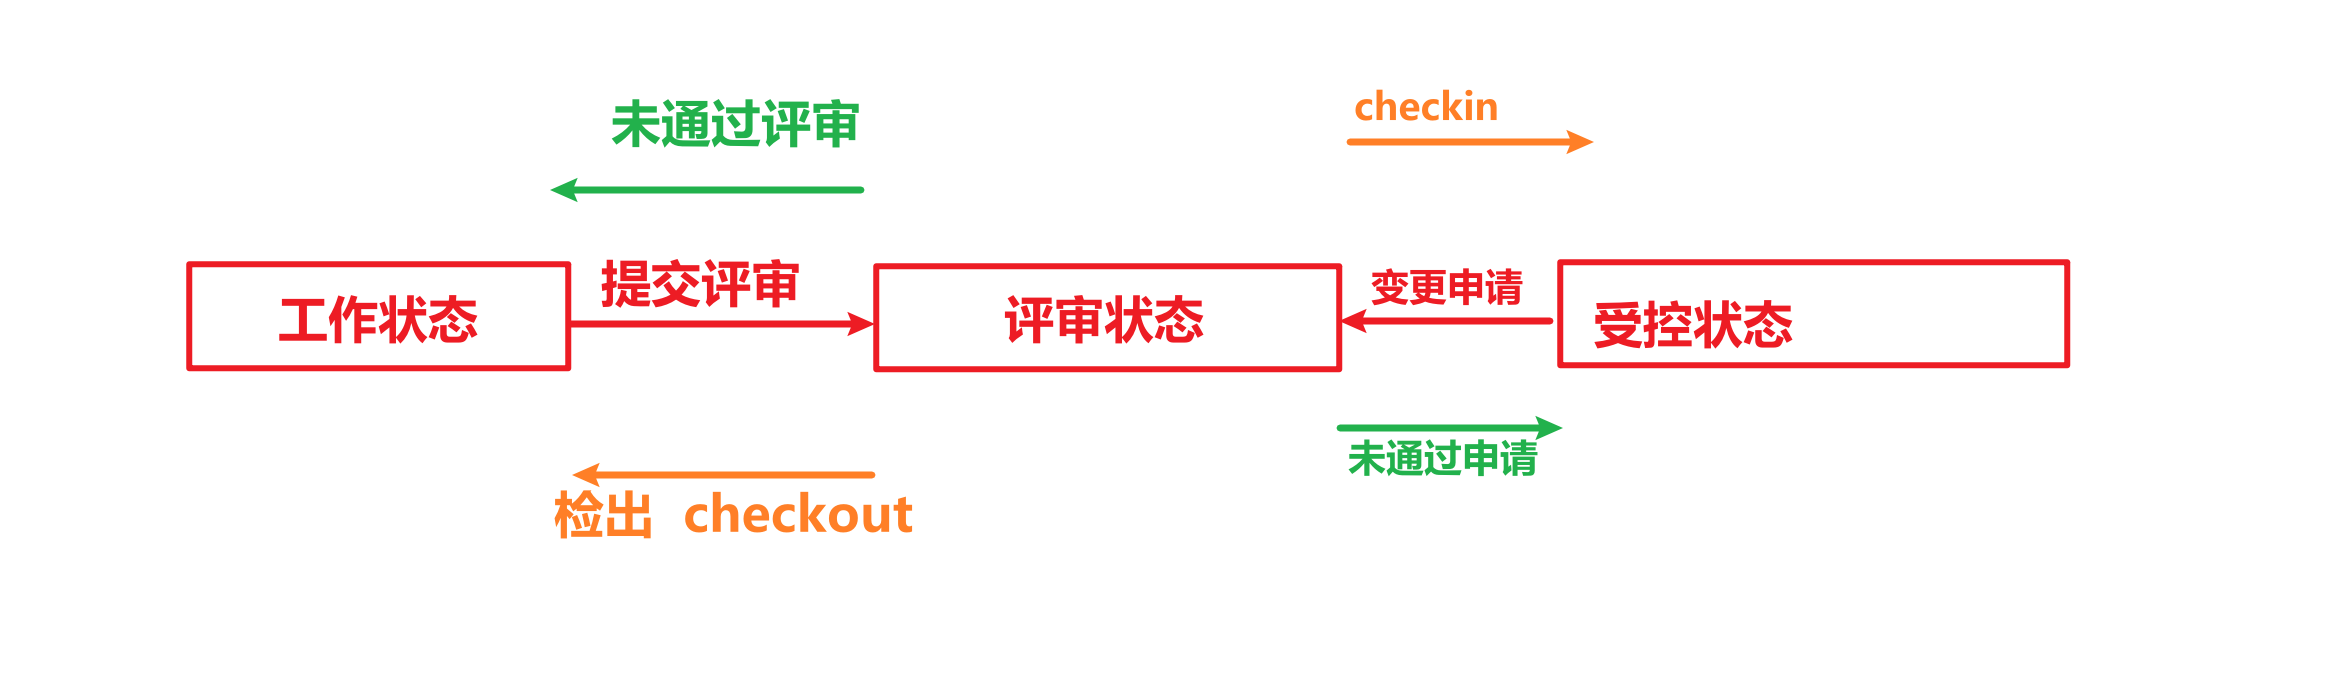 checkin
未通过评审
提交评审
变更申请
工作状态
评审状态
受控状态
未通过申请
检出 checkout